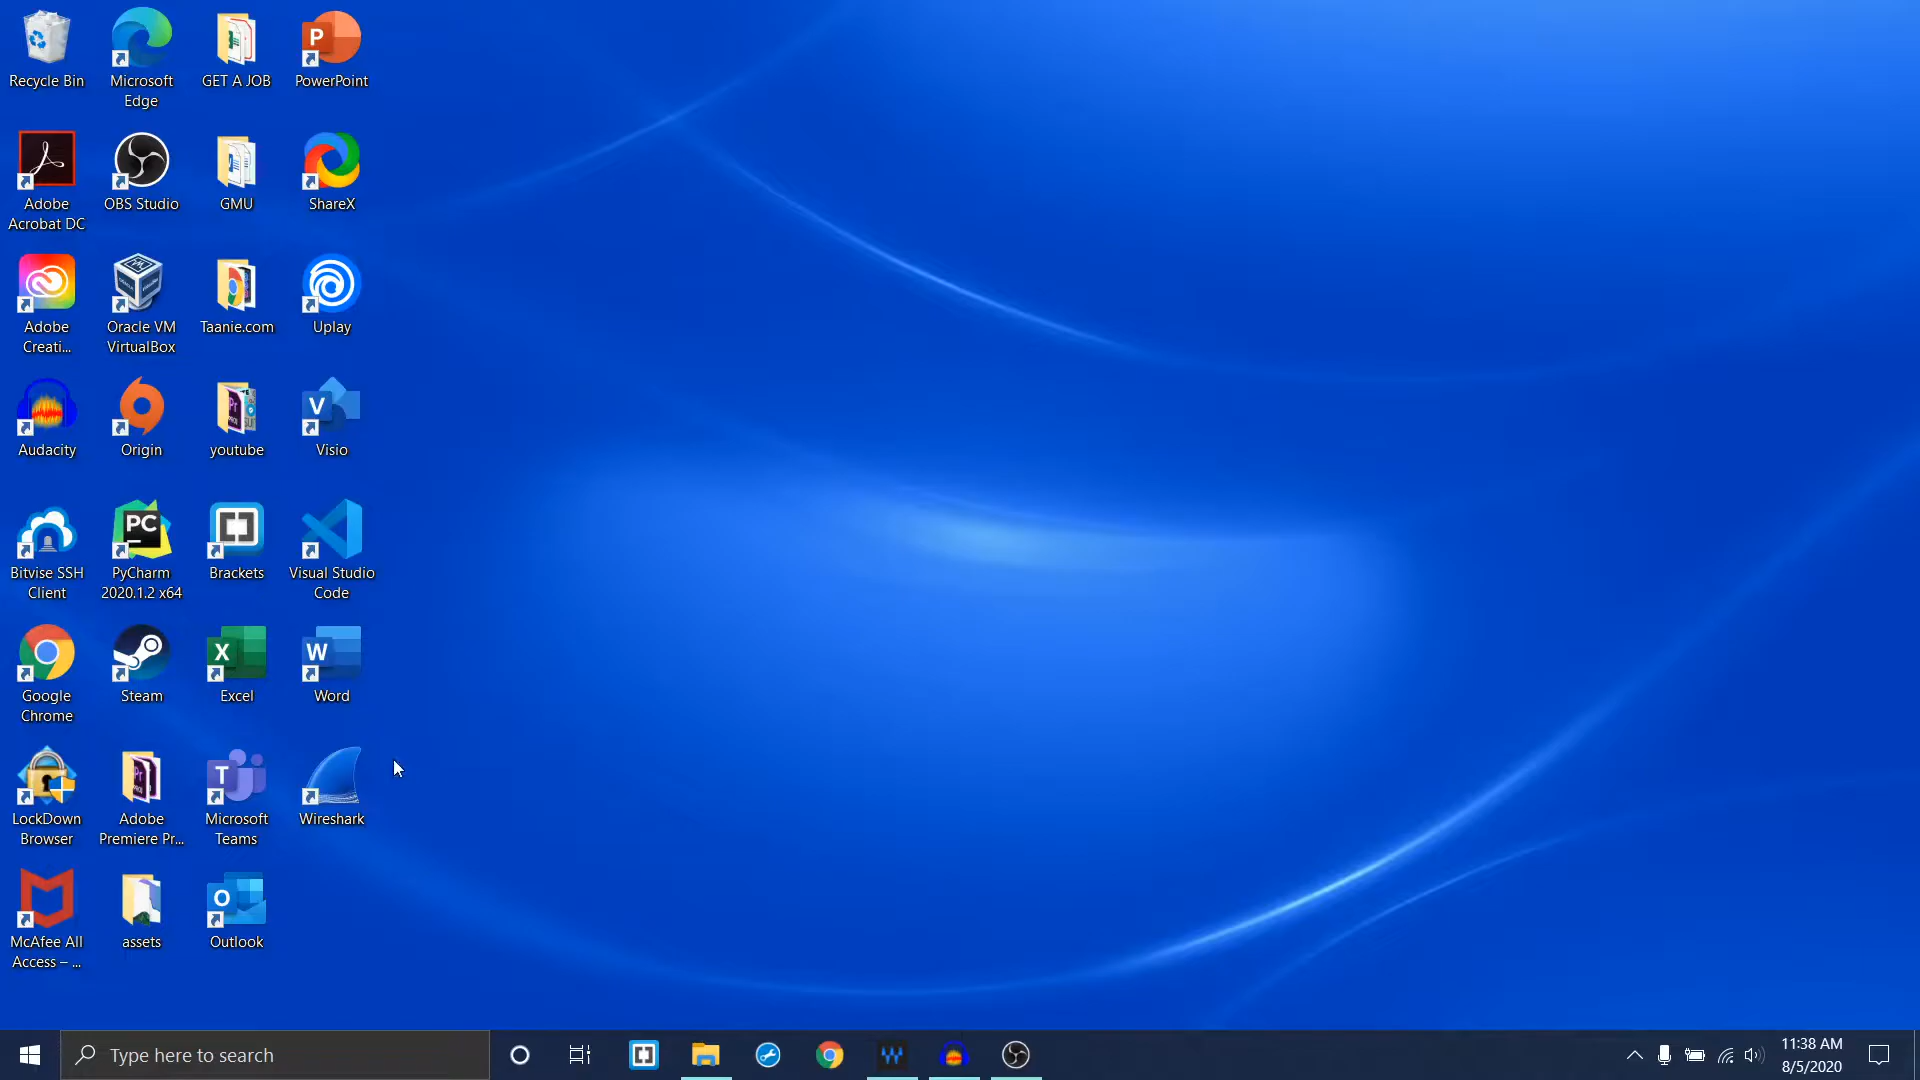 Recycle Bin
Microsoft
Edge
GET A JOB
PowerPoint
Adobe
Acrobat DC
OBS Studio
GMU
ShareX
Adobe
Creati...
Oracle VM
VirtualBox
Taanie.com
Uplay
Audacity
Origin
youtube
Visio
Bitvise SSH
Client
PyCharm
2020.1.2 x64
Brackets
Visual Studio
Code
Google
Chrome
Steam
Excel
Word
LockDown
Browser
Adobe
Premiere Pr...
Microsoft
Teams
Wireshark
McAfee All
Access – ...
assets
Outlook
Type here to search
11:38 AM
8/5/2020